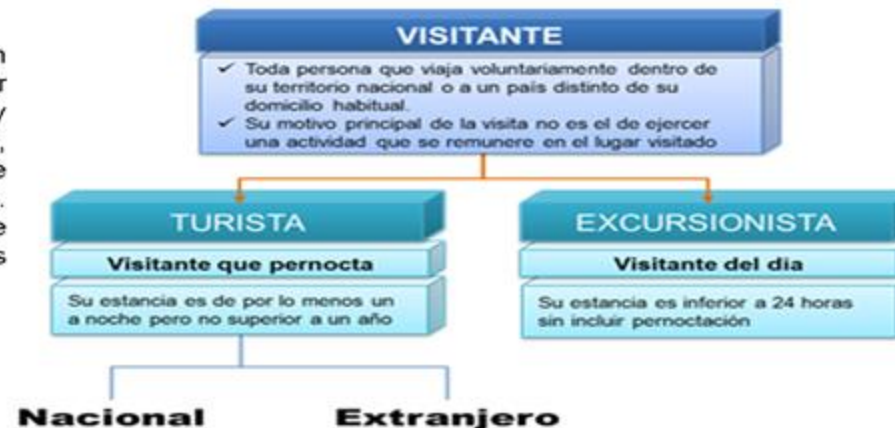 VISITANTE
✓ Toda persona que viaja voluntariamente dentro de
su territorio nacional o a un país distinto de su
domicilio habitual.
✓ Su motivo principal de la visita no es el de ejercer
una actividad que se remunere en el lugar visitado
TURISTA
Visitante que pernocta
Su estancia es de por lo menos un
a noche pero no superior a un año
EXCURSIONISTA
Visitante del dia
Su estancia es inferior a 24 horas
sin incluir pernoctación
Nacional
Extranjero